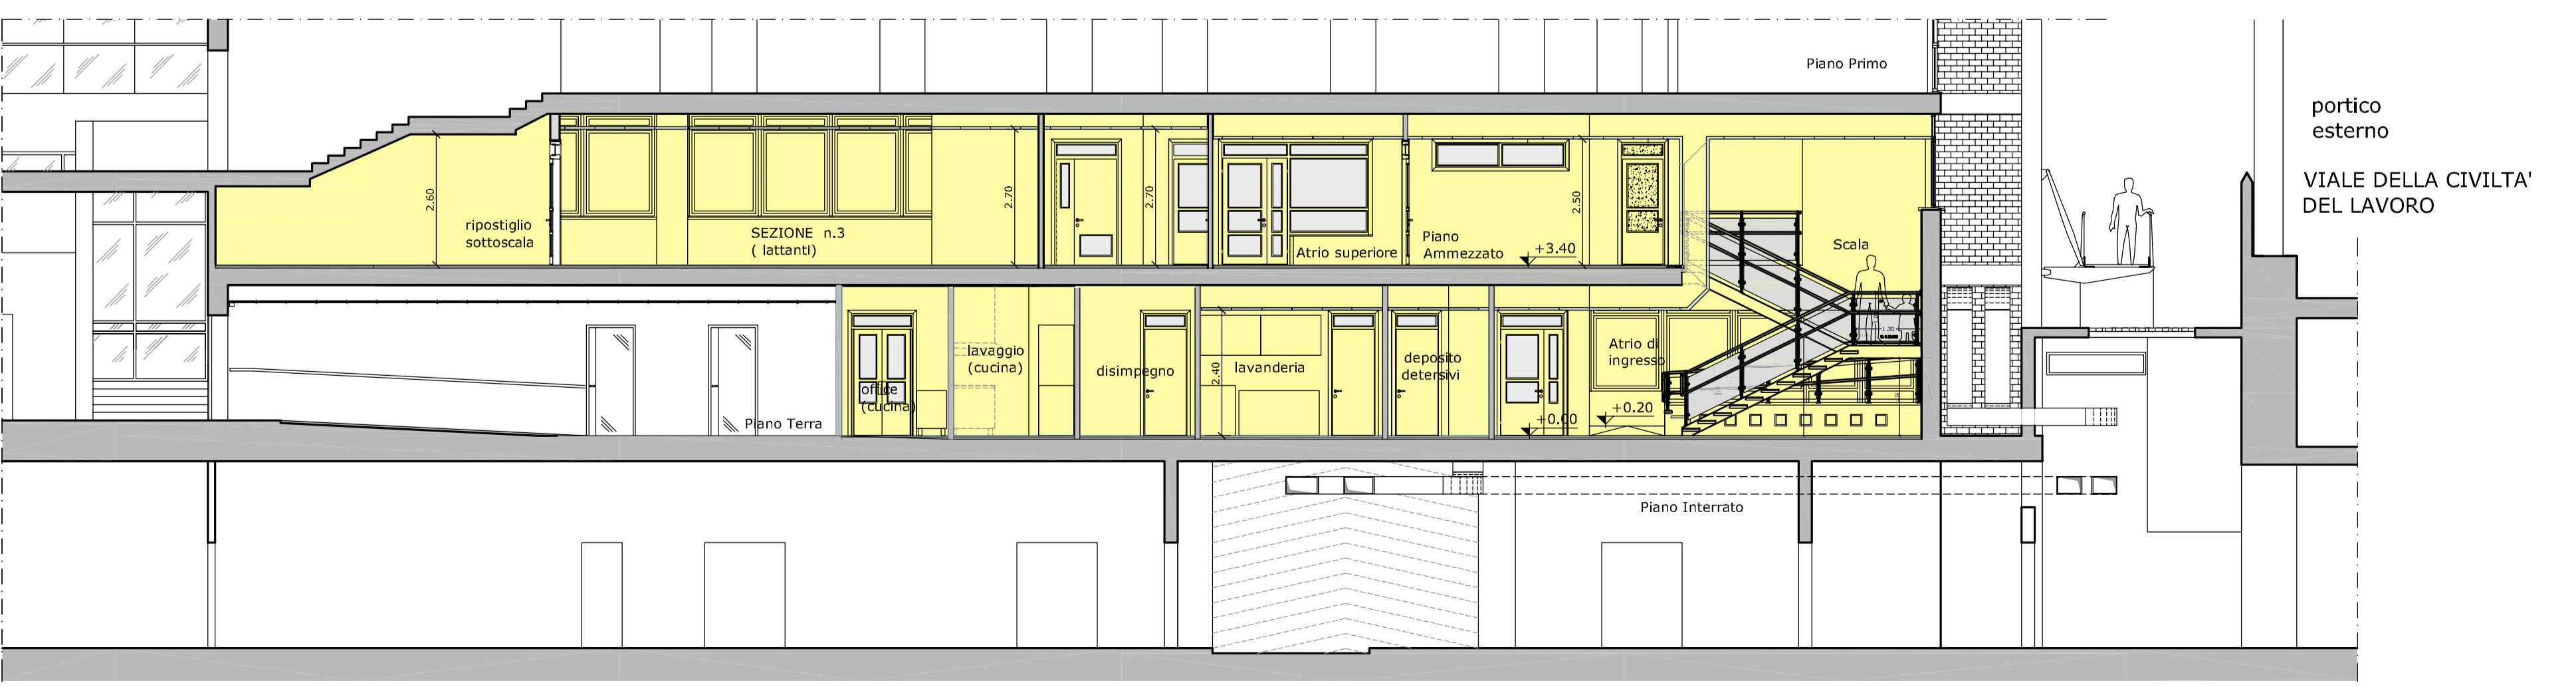 Piano Primo
portico
esterno
VIALE DELLA CIVILTA'
DEL LAVORO
2.60
ripostiglio
sottoscala
SEZIONE n.3
( lattanti)
2.70
2.70
Atrio superiore
Piano
Ammezzato
+3.40
2.50
Scala
Piano Terra
office
(cucina)
lavaggio
(cucina)
disimpegno
2.40
lavanderia
deposito
detersivi
+0.00
Atrio di
ingresso
+0.20
1.30
Piano Interrato